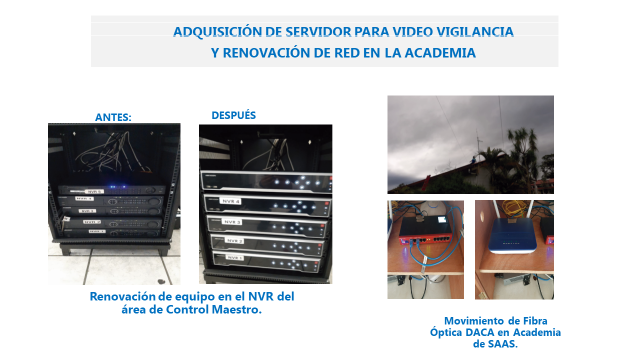 ADQUISICIÓN DE SERVIDOR PARA VIDEO VIGILANCIA
Y RENOVACIÓN DE RED EN LA ACADEMIA
ANTES:
DESPUÉS
NVR 4
NVR 3
NVR 2
NVR 1
Renovación de equipo en el NVR del
área de Control Maestro.
Movimiento de Fibra
Óptica DACA en Academia
de SAAS.